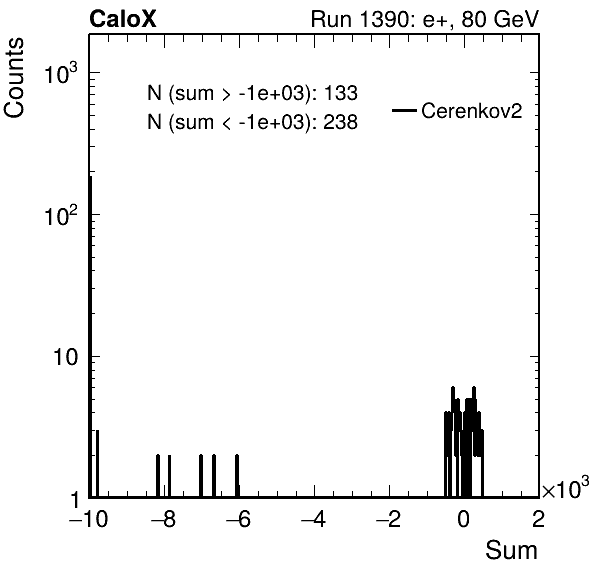 CaloX Run 1390: e+, 80 GeV
Counts
10³
N (sum > -1e+03): 133
N (sum < -1e+03): 238
Cerenkov2
10²
10
1
−10 −8 −6 −4 −2 0 2
×10³
Sum